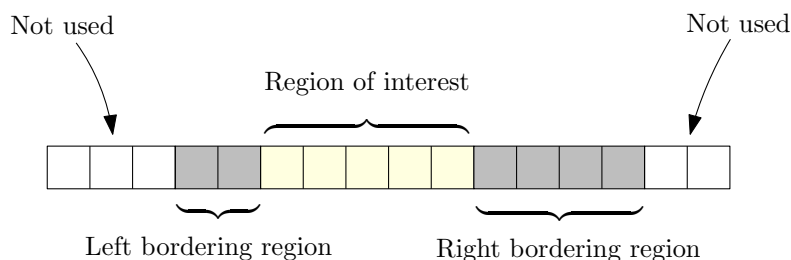 Not used
Not used
Region of interest
Left bordering region
Right bordering region